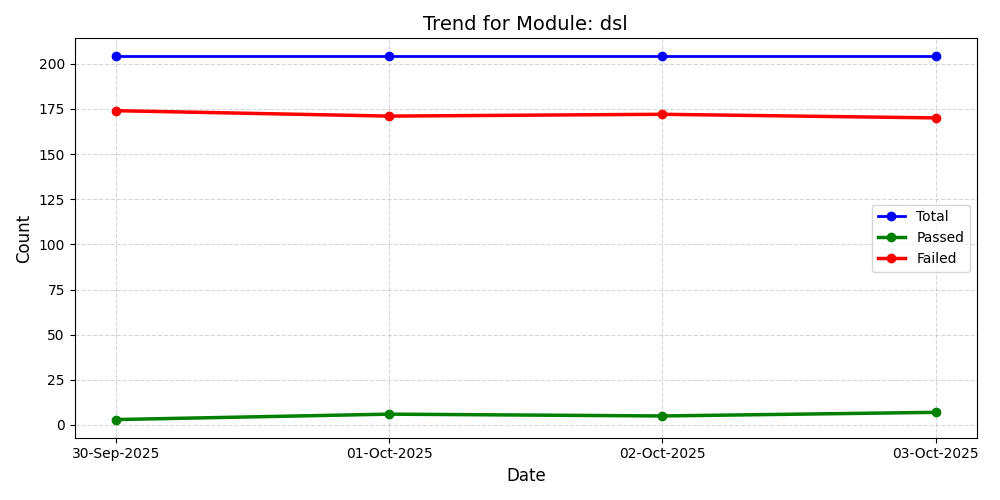 Trend for Module: dsl
Count
200
175
150
125
100
75
50
25
0
Total
Passed
Failed
30-Sep-2025 01-Oct-2025 02-Oct-2025 03-Oct-2025
Date